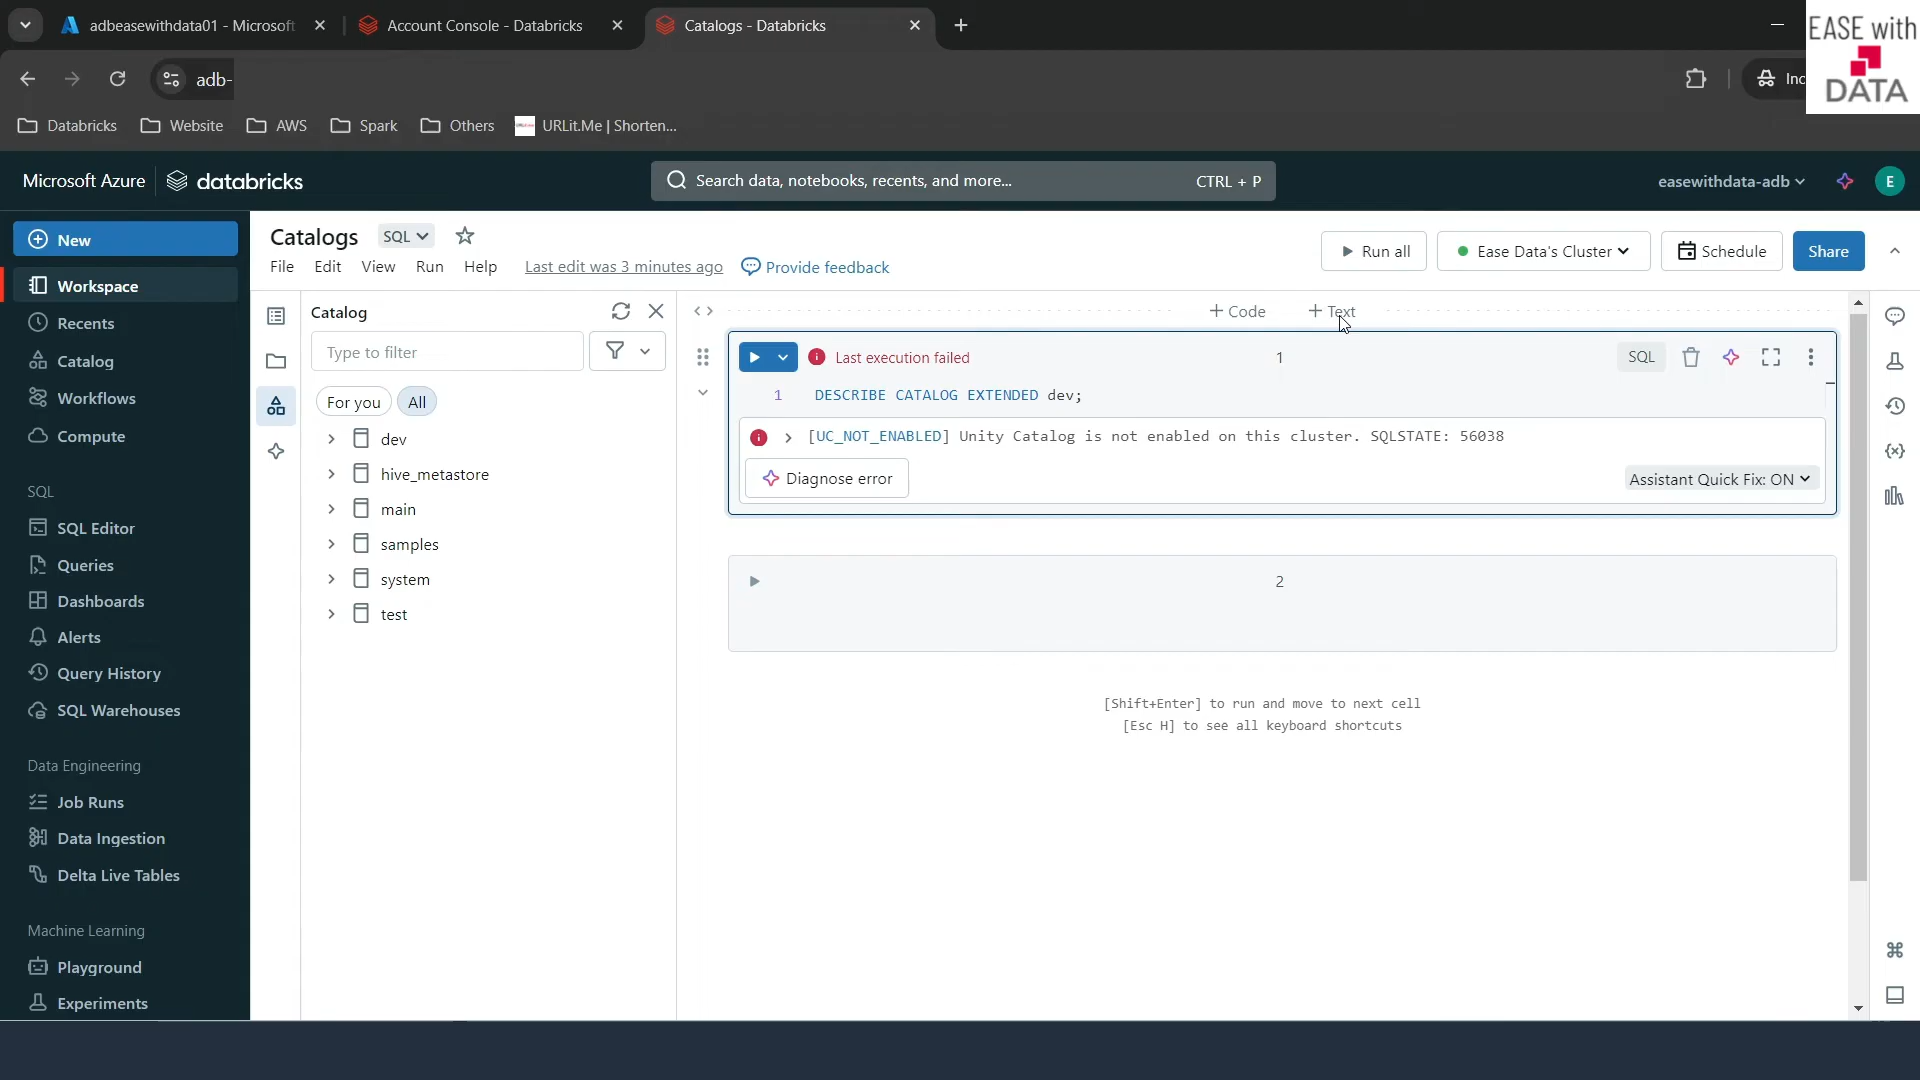 adbeasewithdata01 - Microsoft
Account Console - Databricks
Catalogs - Databricks
EASE with
DATA
adb-
Databricks
Website
AWS
Spark
Others
URLit.Me | Shorten...
Microsoft Azure
databricks
Search data, notebooks, recents, and more...
CTRL + P
easewithdata-adb
E
New
Workspace
Recents
Catalog
Workflows
Compute
SQL
SQL Editor
Queries
Dashboards
Alerts
Query History
SQL Warehouses
Data Engineering
Job Runs
Data Ingestion
Delta Live Tables
Machine Learning
Playground
Experiments
Catalogs
SQL
File
Edit
View
Run
Help
Last edit was 3 minutes ago
Provide feedback
Run all
Ease Data's Cluster
Schedule
Share
Catalog
Type to filter
For you
All
dev
hive_metastore
main
samples
system
test
+ Code
+ Text
Last execution failed
1
SQL
1
DESCRIBE CATALOG EXTENDED dev;
[UC_NOT_ENABLED] Unity Catalog is not enabled on this cluster. SQLSTATE: 56038
Diagnose error
Assistant Quick Fix: ON
2
[Shift+Enter] to run and move to next cell
[Esc H] to see all keyboard shortcuts